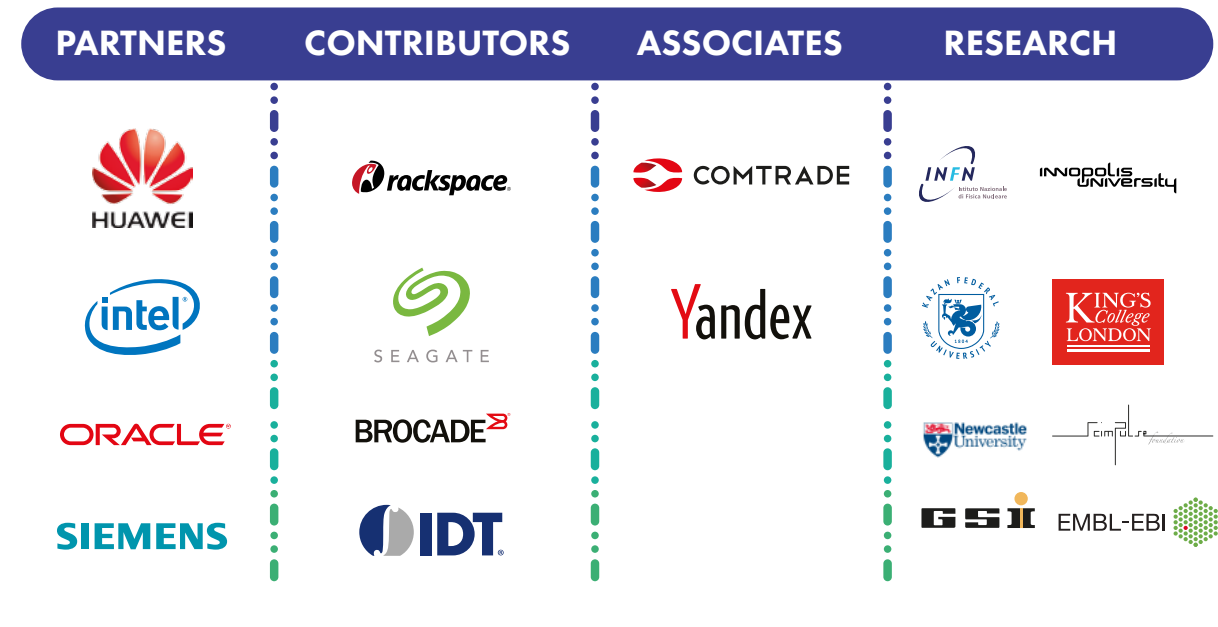 PARTNERS
CONTRIBUTORS
ASSOCIATES
RESEARCH
HUAWEI
intel®
ORACLE®
SIEMENS
rackspace®
SEAGATE
BROCADE
IDT®
COMTRADE
Yandex
INFN
Istituto Nazionale
di Fisica Nucleare
INNOPOLIS
UNIVERSITY
KAZAN FEDERAL
1804
UNIVERSITY
KING'S
College
LONDON
Newcastle
University
Scimpulse
foundation
GSI
EMBL-EBI